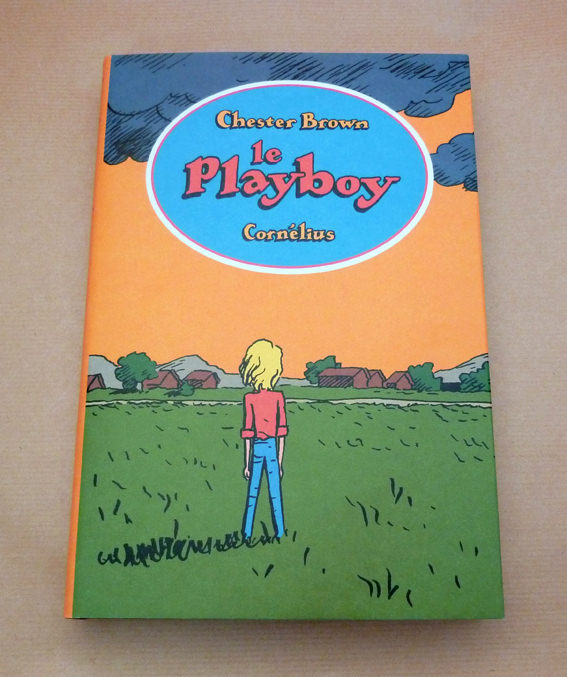 Chester Brown
le
Playboy
Cornélius